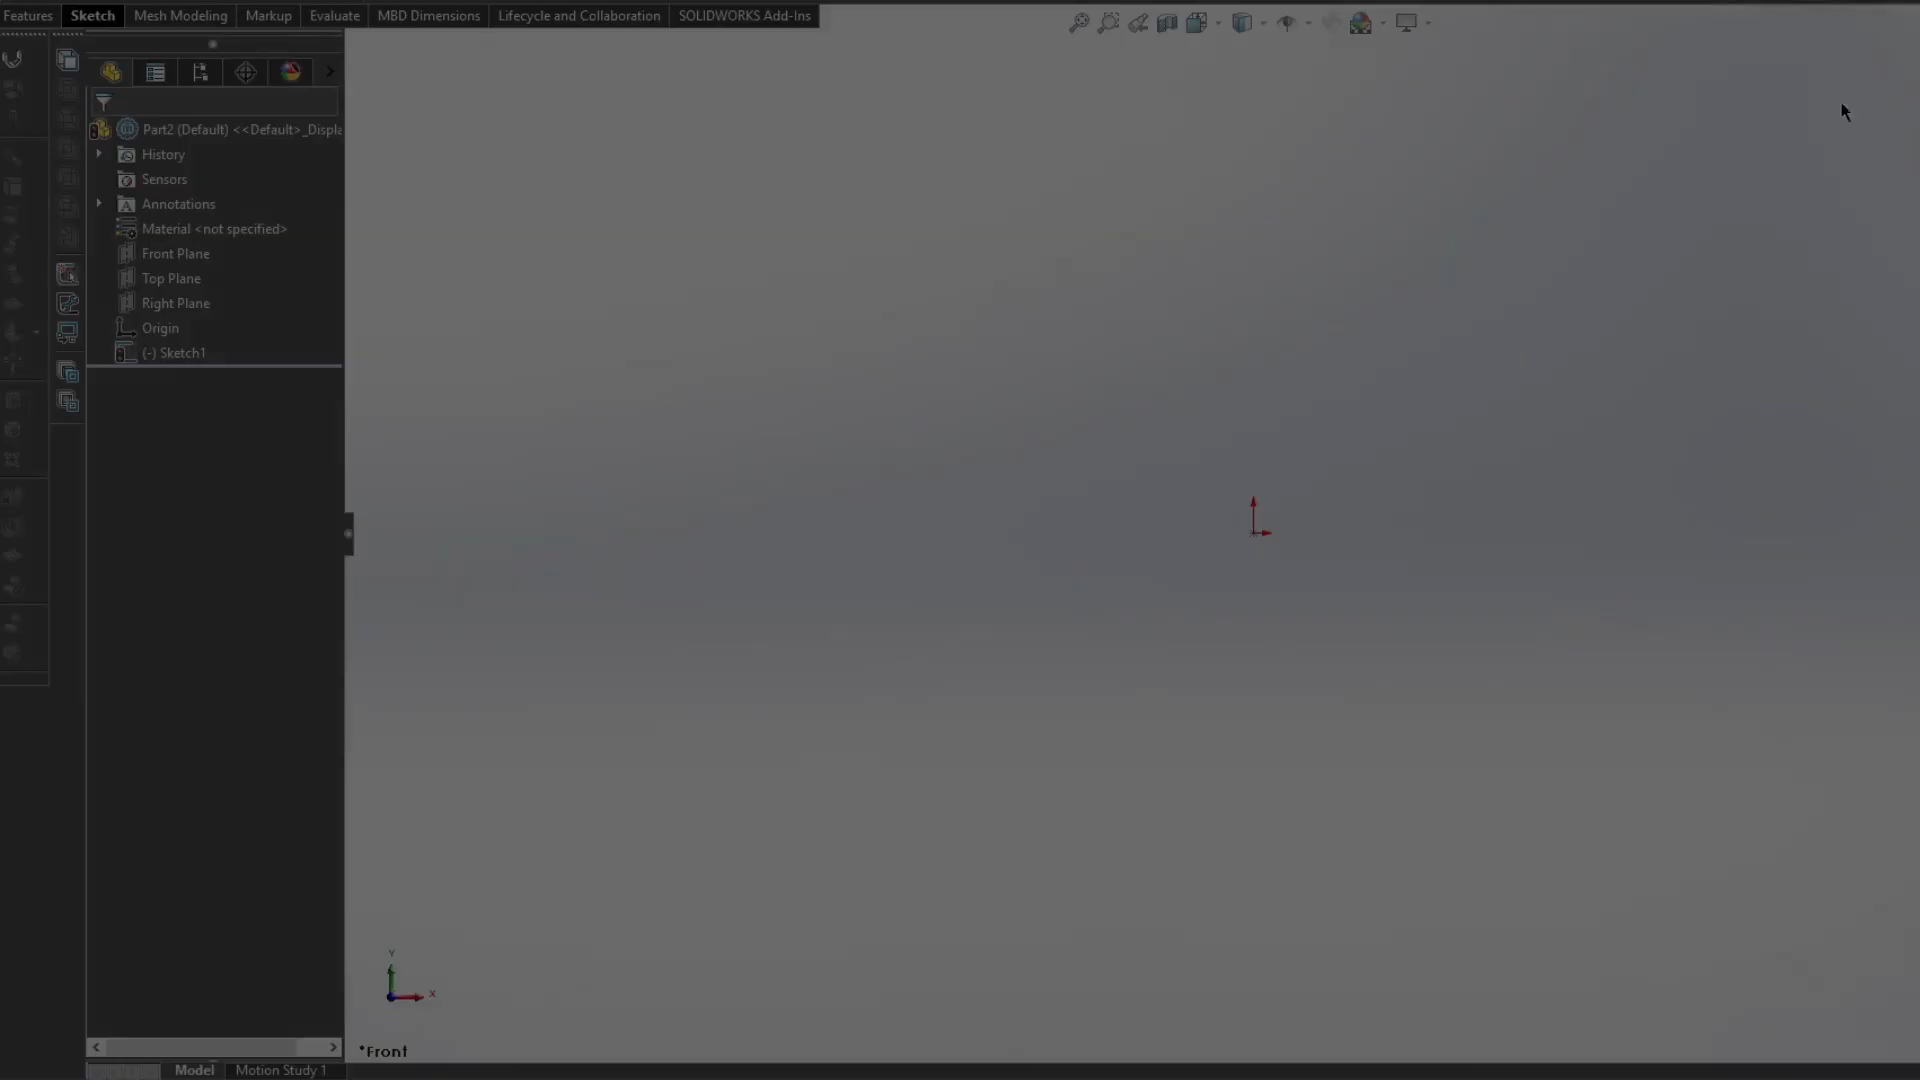 Features Sketch Mesh Modeling Markup Evaluate MBD Dimensions Lifecycle and Collaboration SOLIDWORKS Add-Ins
Part2 (Default) <<Default>_Displa
History
Sensors
Annotations
Material <not specified>
Front Plane
Top Plane
Right Plane
Origin
(-) Sketch1
Y
X
*Front
Model Motion Study 1